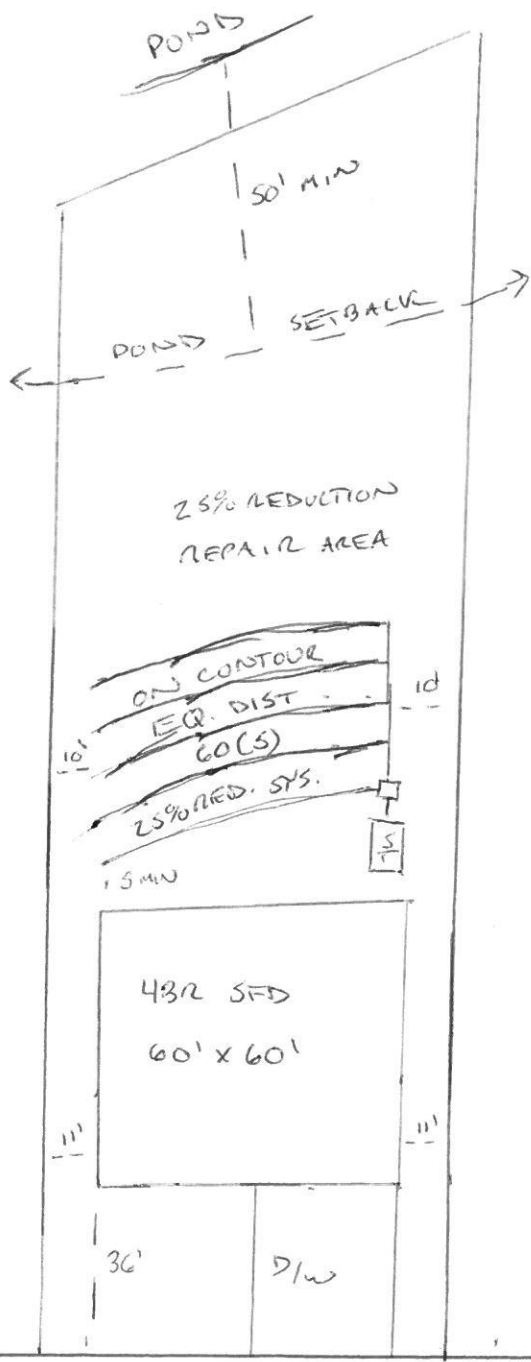 POND
50' MIN
POND SETBACK
25% REDUCTION
REPAIR AREA
ON CONTOUR
EQ. DIST
10'
10'
60(5)
25% RED. SYS.
S
T
5 MIN
4BR SFD
60' x 60'
11'
11'
36'
D/W